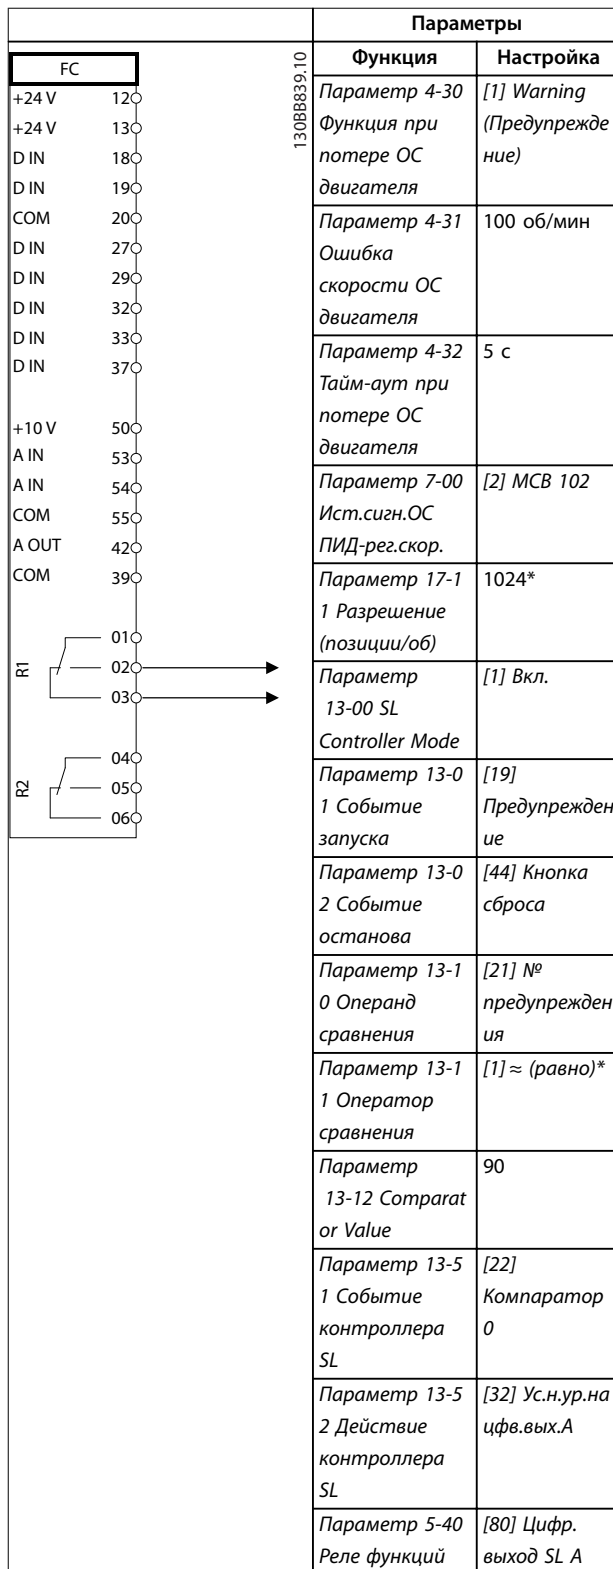 FC
+24 V 12
+24 V 13
D IN 18
D IN 19
COM 20
D IN 27
D IN 29
D IN 32
D IN 33
D IN 37
+10 V 50
A IN 53
A IN 54
COM 55
A OUT 42
COM 39
R1
01
02
03
R2
04
05
06
130BB839.10
Параметры
Функция Настройка
Параметр 4-30 [1] Warning
Функция при (Предупрежде
потере ОС ние)
двигателя
Параметр 4-31 100 об/мин
Ошибка
скорости ОС
двигателя
Параметр 4-32 5 с
Тайм-аут при
потере ОС
двигателя
Параметр 7-00 [2] MCB 102
Ист.сигн.ОС
ПИД-рег.скор.
Параметр 17-1 1024*
1 Разрешение
(позиции/об)
Параметр [1] Вкл.
13-00 SL
Controller Mode
Параметр 13-0 [19]
1 Событие Предупрежден
запуска ие
Параметр 13-0 [44] Кнопка
2 Событие сброса
останова
Параметр 13-1 [21] №
0 Операнд предупрежден
сравнения ия
Параметр 13-1 [1] ≈ (равно)*
1 Оператор
сравнения
Параметр 90
13-12 Comparat
or Value
Параметр 13-5 [22]
1 Событие Компаратор
контроллера 0
SL
Параметр 13-5 [32] Ус.н.ур.на
2 Действие цфв.вых.A
контроллера
SL
Параметр 5-40 [80] Цифр.
Реле функций выход SL A